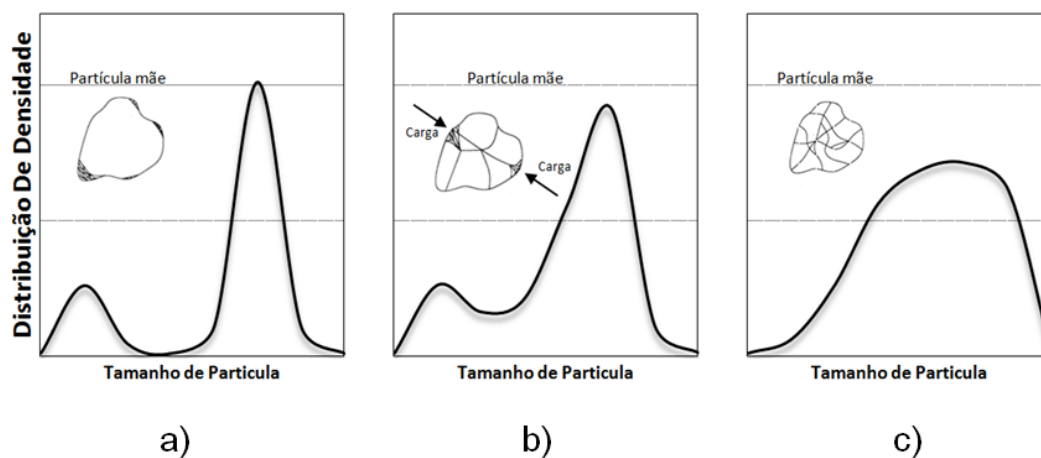 Distribuição De Densidade
Partícula mãe
Tamanho de Particula
a)
Partícula mãe
Carga
Carga
Tamanho de Particula
b)
Partícula mãe
Tamanho de Particula
c)